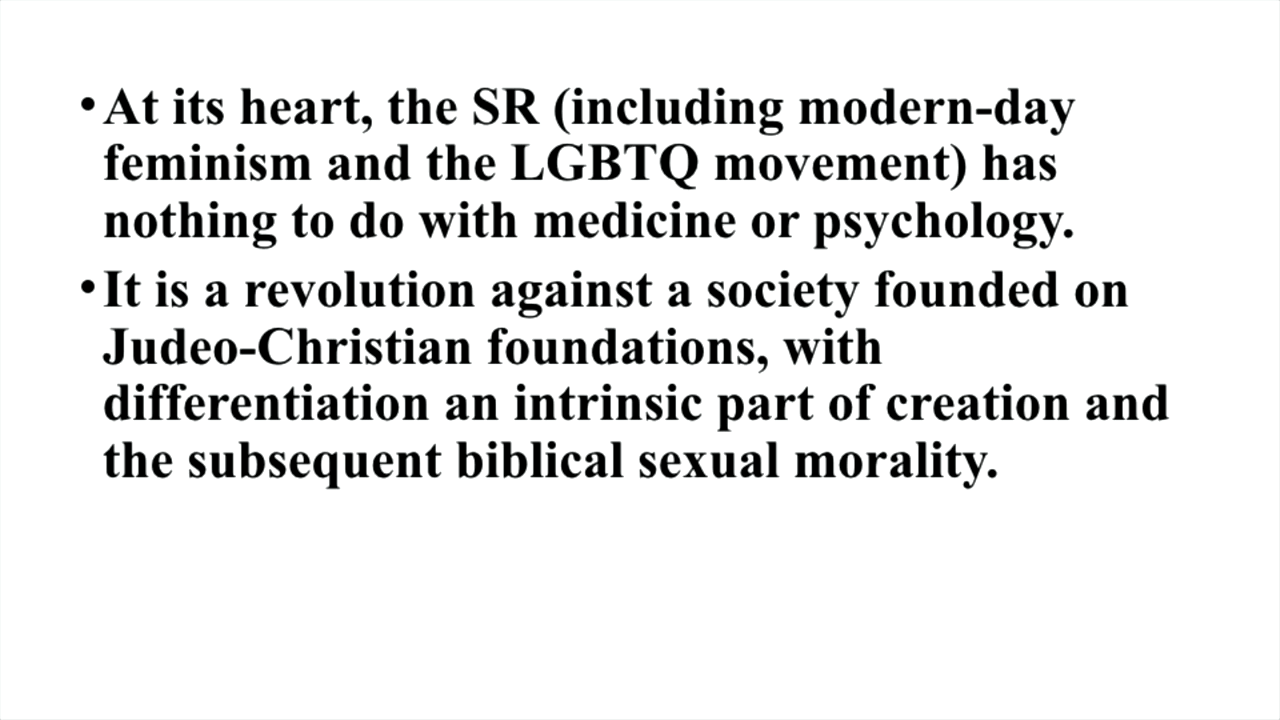 • At its heart, the SR (including modern-day
feminism and the LGBTQ movement) has
nothing to do with medicine or psychology.
• It is a revolution against a society founded on
Judeo-Christian foundations, with
differentiation an intrinsic part of creation and
the subsequent biblical sexual morality.